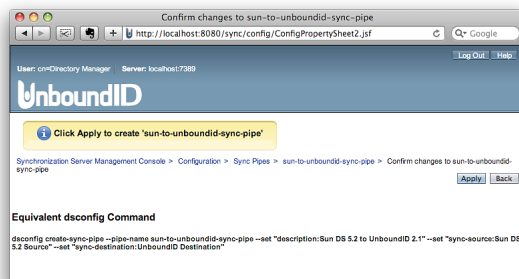 Confirm changes to sun-to-unboundid-sync-pipe
http://localhost:8080/sync/config/ConfigPropertySheet2.jsf
Google
Log Out Help
User: cn=Directory Manager Server: localhost:7389
UnboundID
Click Apply to create 'sun-to-unboundid-sync-pipe'
Synchronization Server Management Console > Configuration > Sync Pipes > sun-to-unboundid-sync-pipe > Confirm changes to sun-to-unboundid-
sync-pipe
Apply Back
Equivalent dsconfig Command
dsconfig create-sync-pipe --pipe-name sun-to-unboundid-sync-pipe --set "description:Sun DS 5.2 to UnboundID 2.1" --set "sync-source:Sun DS
5.2 Source" --set "sync-destination:UnboundID Destination"